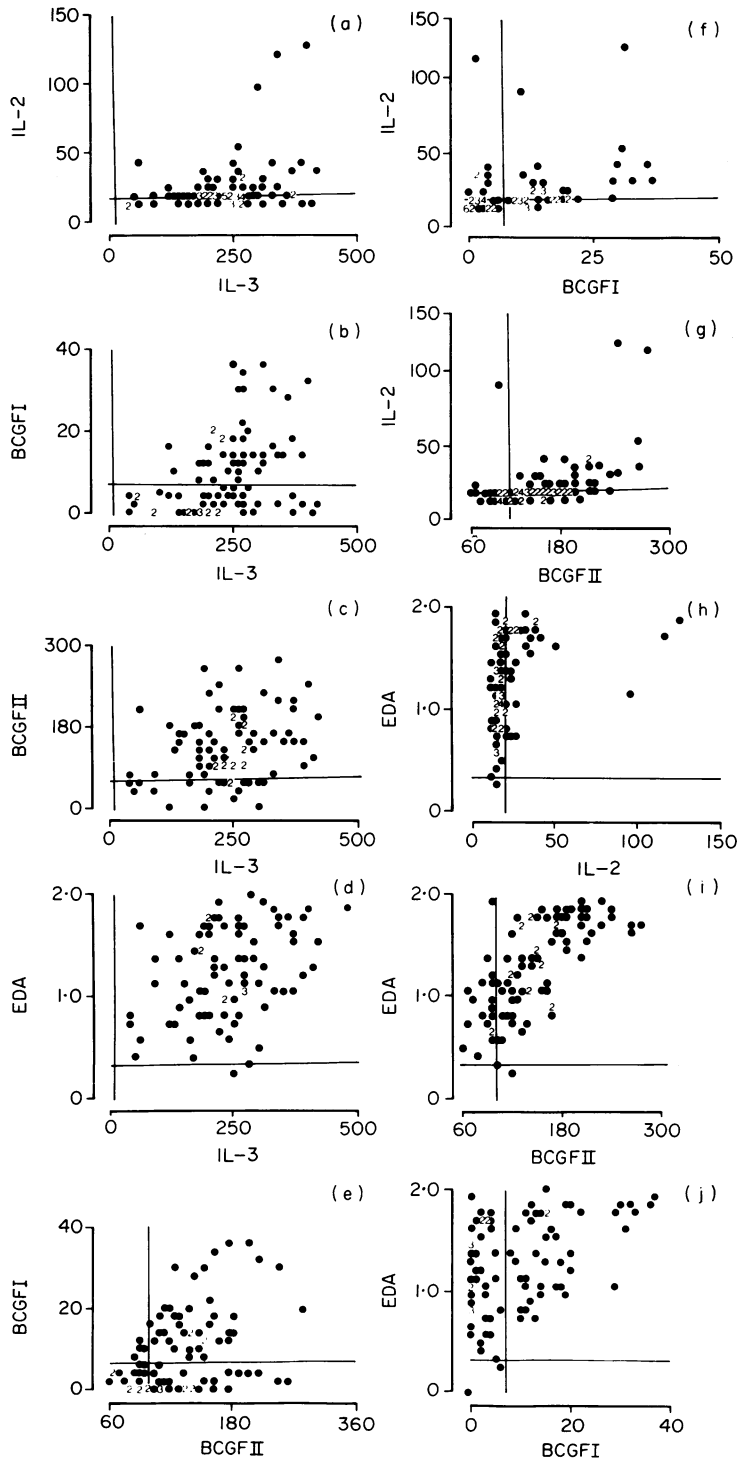 (a)
IL-2
150
100
50
0
0
250
500
IL-3
(f)
IL-2
150
100
50
0
0
25
50
BCGFI
(b)
BCGFI
40
20
0
0
250
500
IL-3
(g)
IL-2
150
100
50
0
60
180
300
BCGFII
(c)
BCGFII
300
180
60
0
250
500
IL-3
(h)
EDA
2·0
1·0
0
0
50
100
150
IL-2
(d)
EDA
2·0
1·0
0
0
250
500
IL-3
(i)
EDA
2·0
1·0
0
60
180
300
BCGFII
(e)
BCGFI
40
20
0
60
180
360
BCGFII
(j)
EDA
2·0
1·0
0
0
20
40
BCGFI